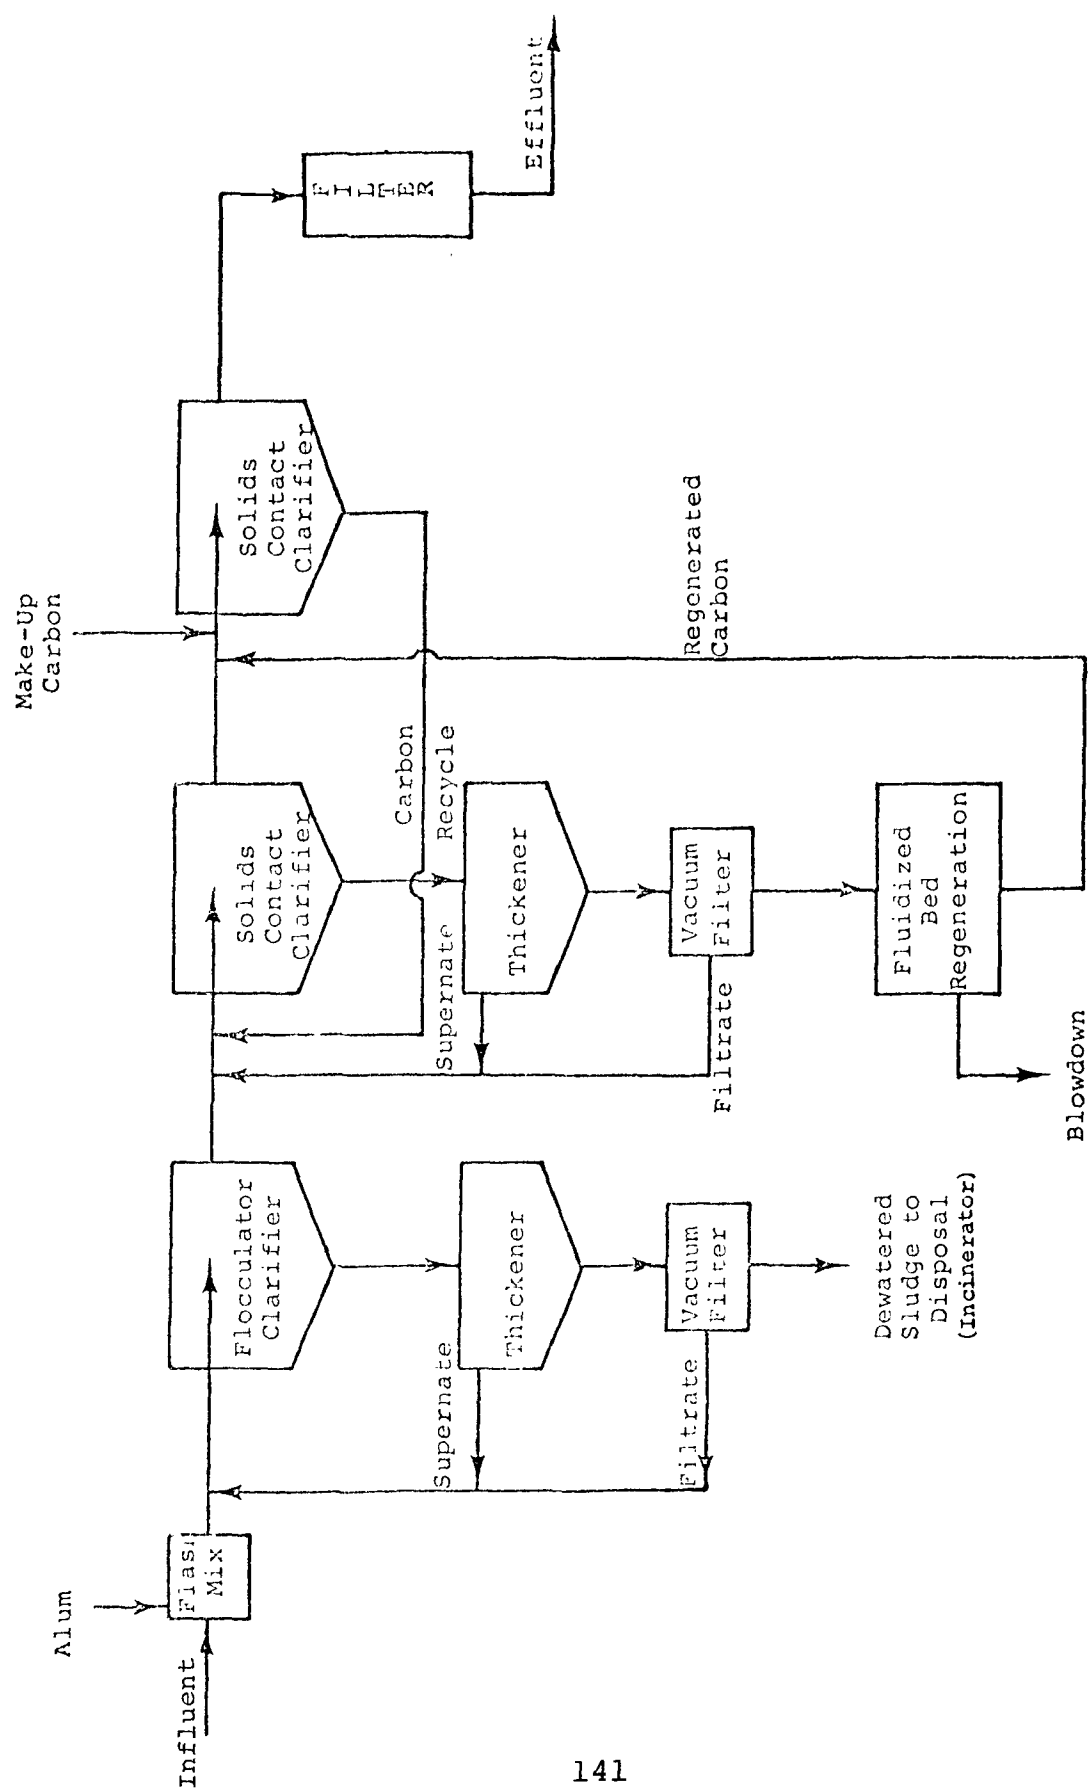 Make-Up
Carbon
Alum
Influent
Flash
Mix
Flocculator
Clarifier
Solids
Contact
Clarifier
Solids
Contact
Clarifier
FILTER
Effluent
Carbon
Recycle
Supernate
Thickener
Supernate
Thickener
Filtrate
Vacuum
Filter
Filtrate
Vacuum
Filter
Regenerated
Carbon
Dewatered
Sludge to
Disposal
(Incinerator)
Fluidized
Bed
Regeneration
Blowdown
141